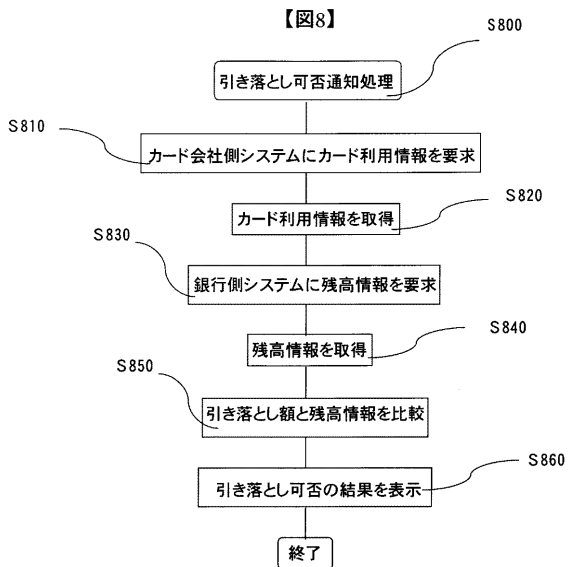 【図8】
S800
引き落とし可否通知処理
S810
カード会社側システムにカード利用情報を要求
S820
カード利用情報を取得
S830
銀行側システムに残高情報を要求
S840
残高情報を取得
S850
引き落とし額と残高情報を比較
S860
引き落とし可否の結果を表示
終了